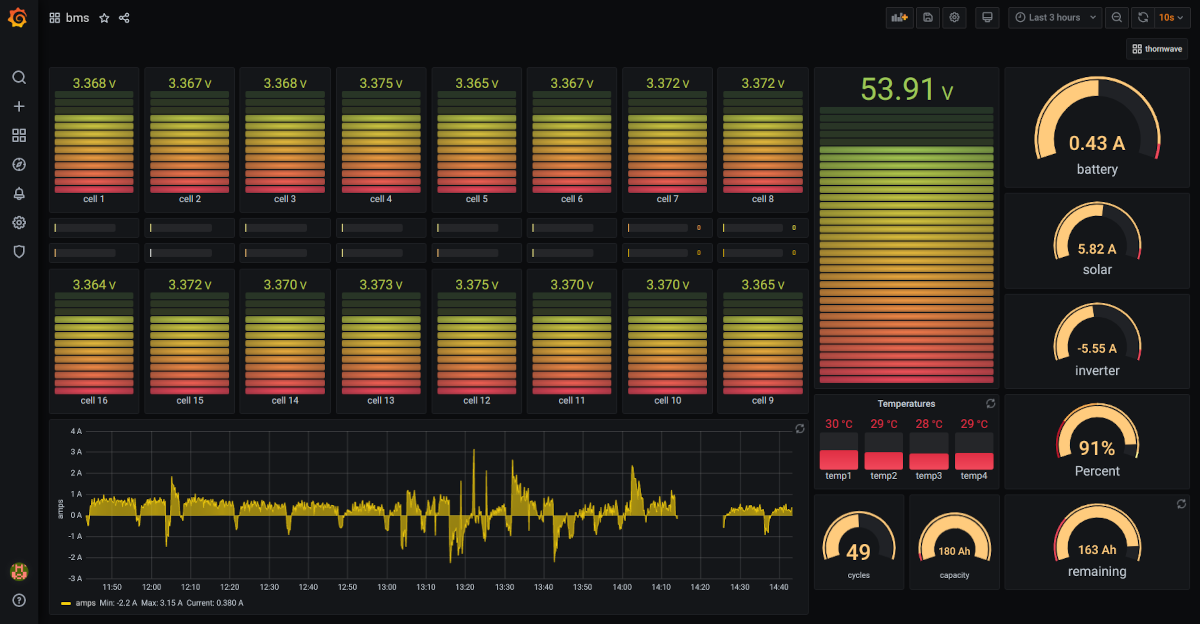 bms
Last 3 hours
10s
thornwave
3.368 V
3.367 V
3.368 V
3.375 V
3.365 V
3.367 V
3.372 V
3.372 V
cell 1
cell 2
cell 3
cell 4
cell 5
cell 6
cell 7
cell 8
0
0
0
0
3.364 V
3.372 V
3.370 V
3.373 V
3.375 V
3.370 V
3.370 V
3.365 V
cell 16
cell 15
cell 14
cell 13
cell 12
cell 11
cell 10
cell 9
53.91 V
0.43 A
battery
5.82 A
solar
-5.55 A
inverter
Temperatures
30 °C
29 °C
28 °C
29 °C
temp1
temp2
temp3
temp4
91%
Percent
49
cycles
180 Ah
capacity
163 Ah
remaining
amps
4 A
3 A
2 A
1 A
0 A
-1 A
-2 A
-3 A
11:50
12:00
12:10
12:20
12:30
12:40
12:50
13:00
13:10
13:20
13:30
13:40
13:50
14:00
14:10
14:20
14:30
14:40
amps Min: -2.2 A Max: 3.15 A Current: 0.380 A